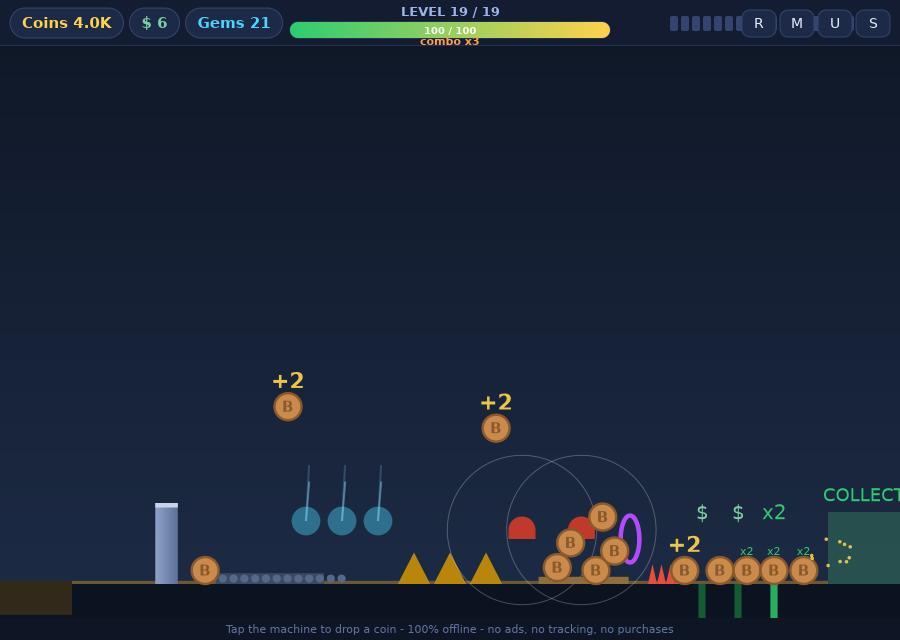 Coins 4.0K
$ 6
Gems 21
LEVEL 19 / 19
100 / 100
combo x3
R
M
U
S
+2
B
+2
B
COLLECT
$
$
x2
B
B
B
+2
x2
x2
x2
B
B
B
B
B
B
B
B
Tap the machine to drop a coin - 100% offline - no ads, no tracking, no purchases